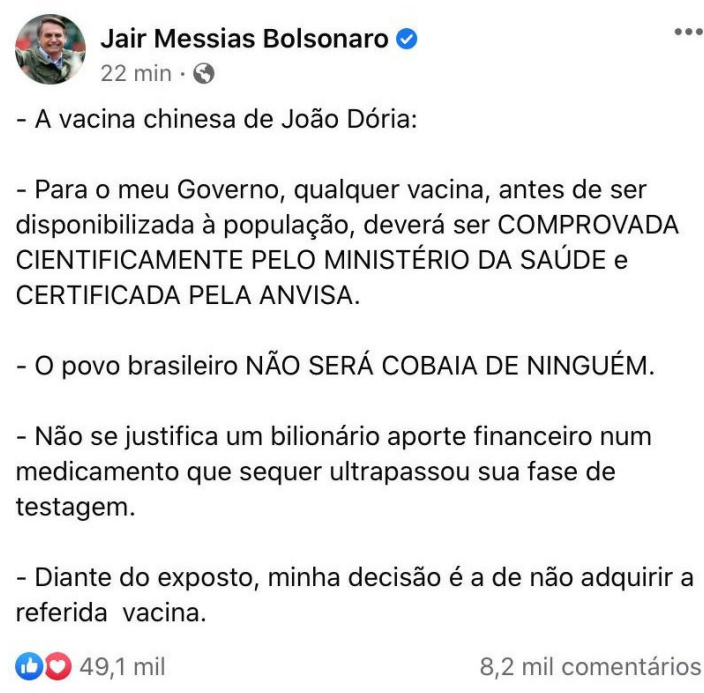 Jair Messias Bolsonaro
22 min ·
- A vacina chinesa de João Dória:
- Para o meu Governo, qualquer vacina, antes de ser
disponibilizada à população, deverá ser COMPROVADA
CIENTIFICAMENTE PELO MINISTÉRIO DA SAÚDE e
CERTIFICADA PELA ANVISA.
- O povo brasileiro NÃO SERÁ COBAIA DE NINGUÉM.
- Não se justifica um bilionário aporte financeiro num
medicamento que sequer ultrapassou sua fase de
testagem.
- Diante do exposto, minha decisão é a de não adquirir a
referida  vacina.
49,1 mil 8,2 mil comentários